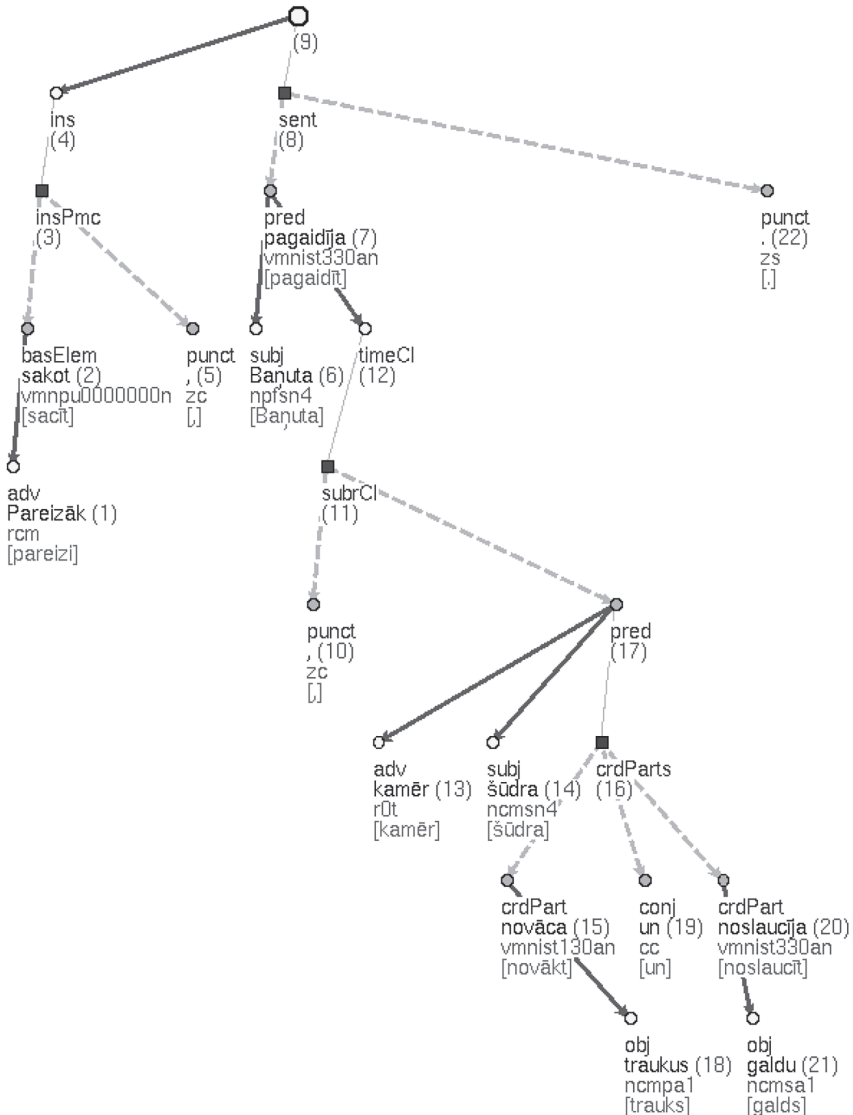 (9)
ins
(4)
sent
(8)
insPmc
(3)
pred
pagaidīja (7)
vmnist330an
[pagaidīt]
punct
. (22)
zs
[.]
basElem
sakot (2)
vmnpu0000000n
[sacīt]
punct
, (5)
zc
[,]
subj
Baņuta (6)
npfsn4
[Baņuta]
timeCl
(12)
adv
Pareizāk (1)
rcm
[pareizi]
subrCl
(11)
punct
, (10)
zc
[,]
pred
(17)
adv
kamēr (13)
r0t
[kamēr]
subj
šūdra (14)
ncmsn4
[šūdra]
crdParts
(16)
crdPart
novāca (15)
vmnist130an
[novākt]
conj
un (19)
cc
[un]
crdPart
noslaucīja (20)
vmnist330an
[noslaucīt]
obj
traukus (18)
ncmpa1
[trauks]
obj
galdu (21)
ncmsa1
[galds]